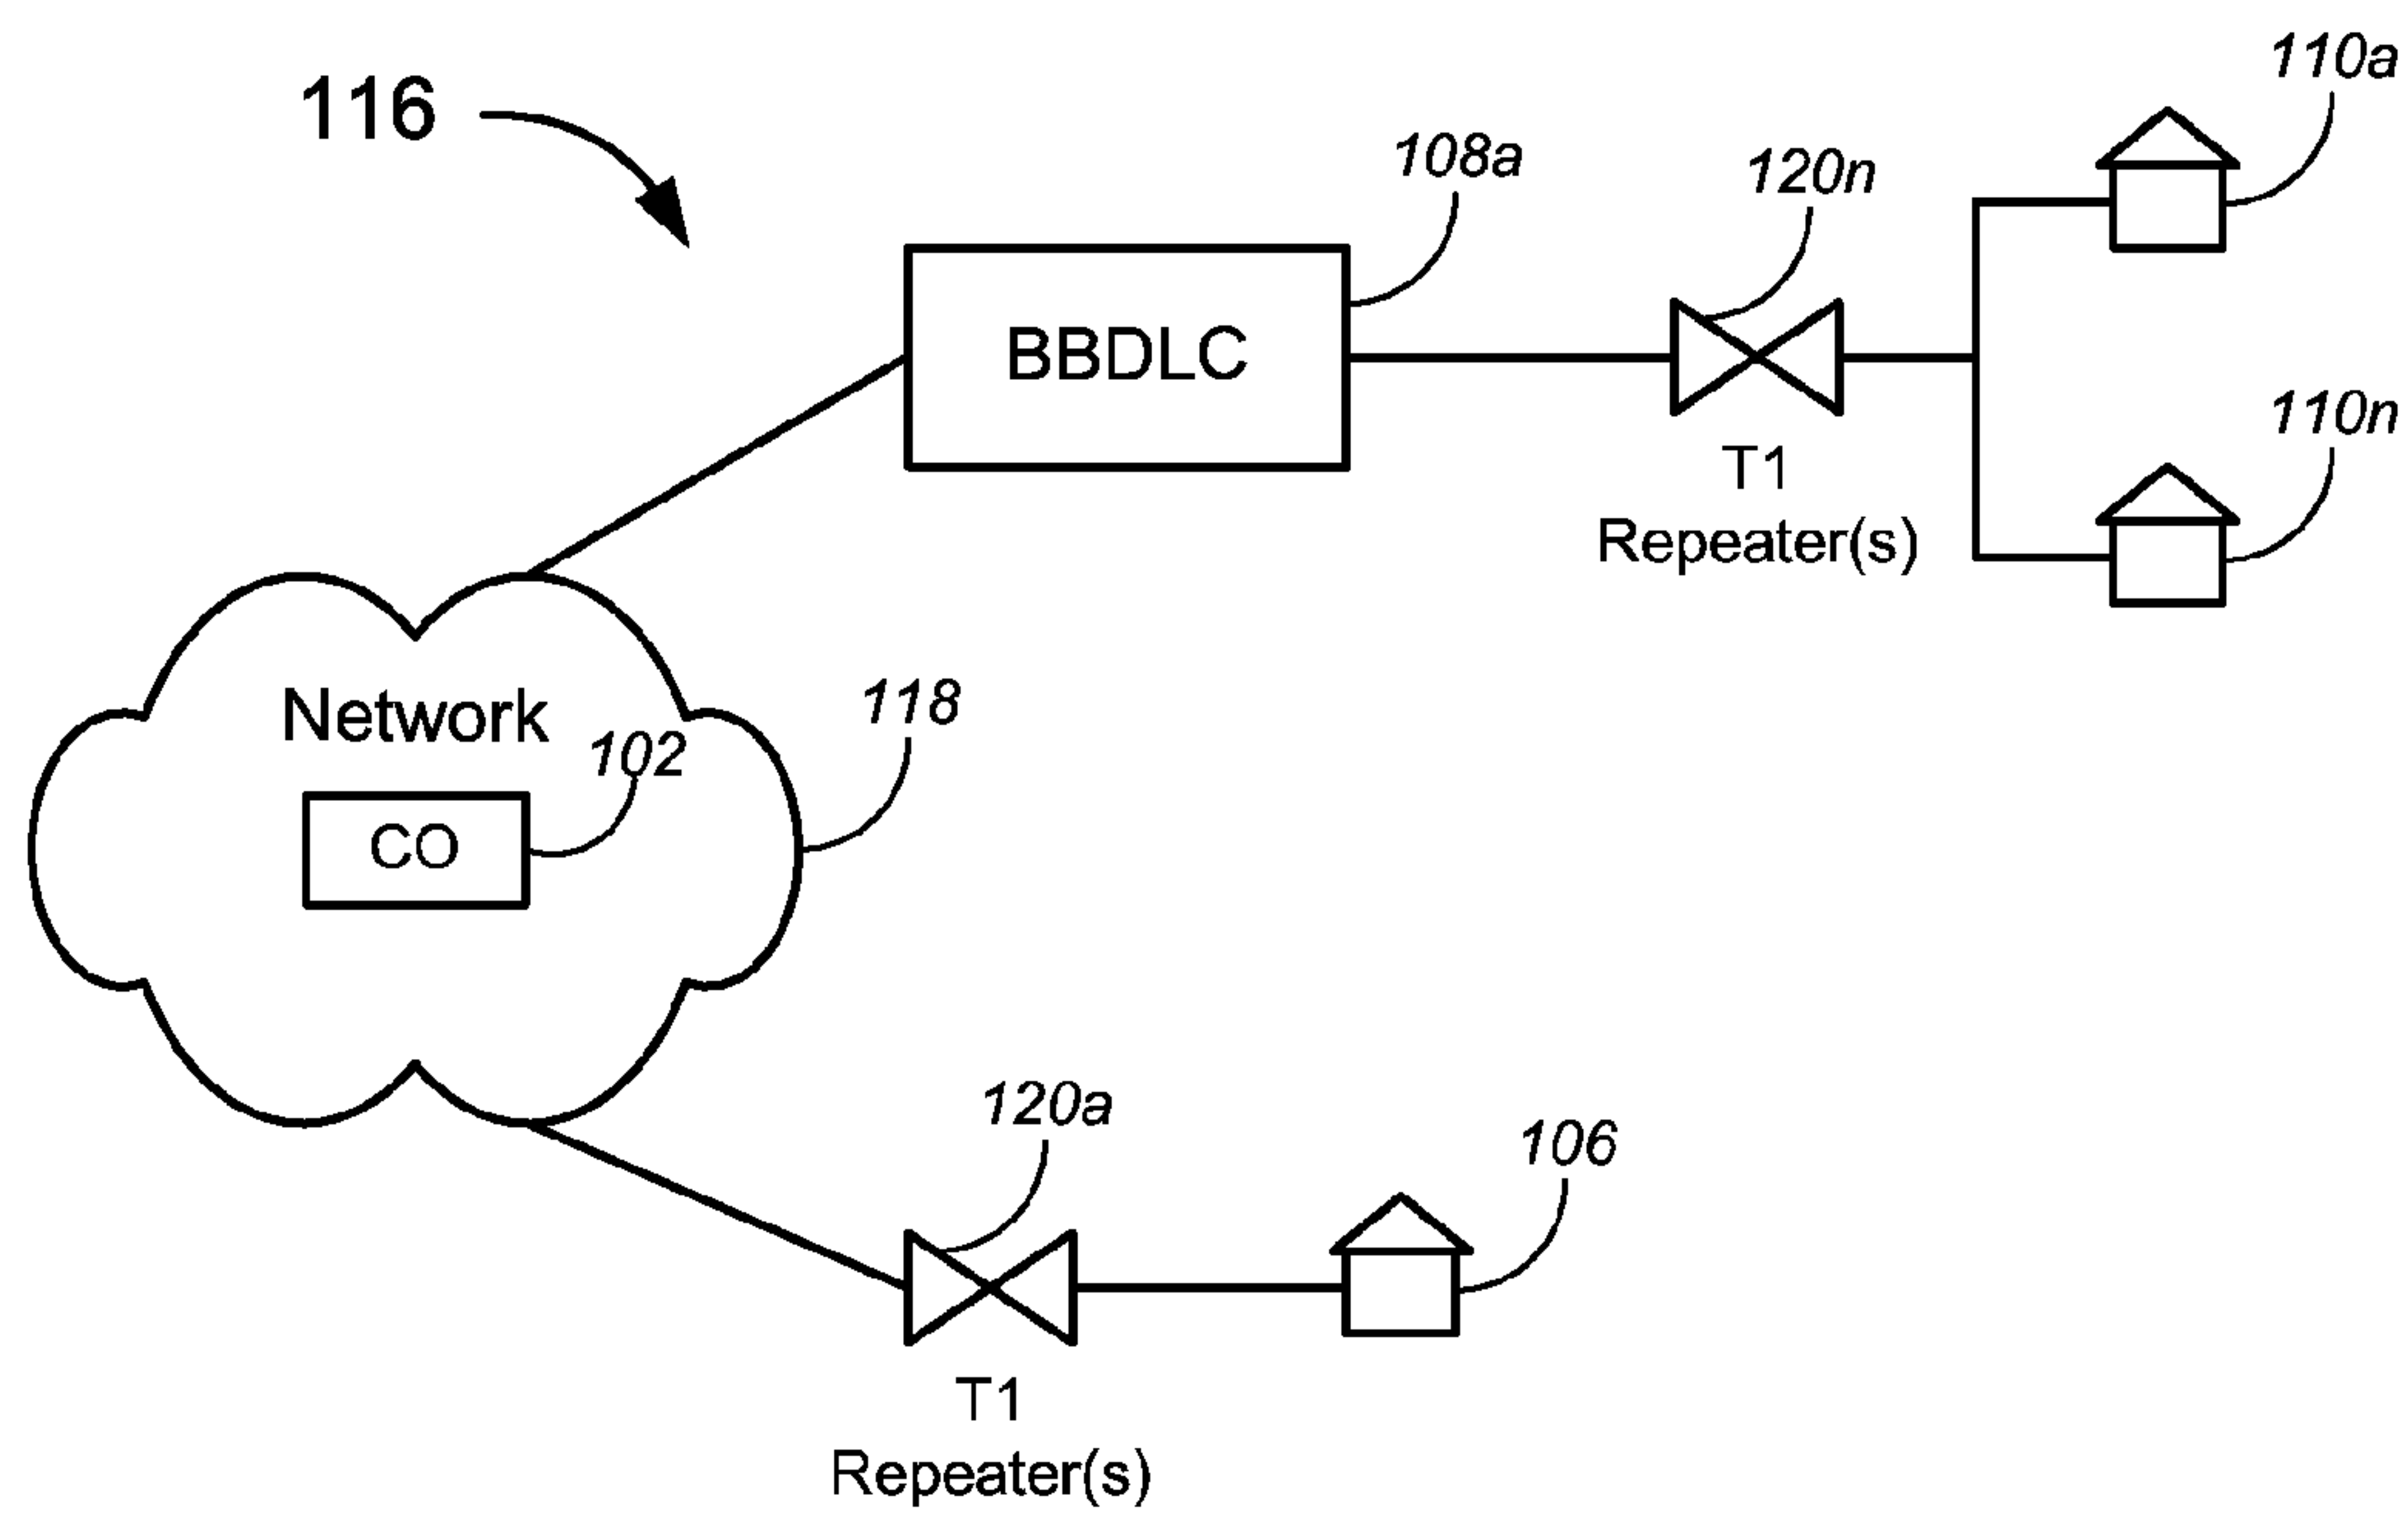 110a
116
108a
120n
BBDLC
110n
T1
Repeater(s)
118
Network
102
CO
120a
106
T1
Repeater(s)